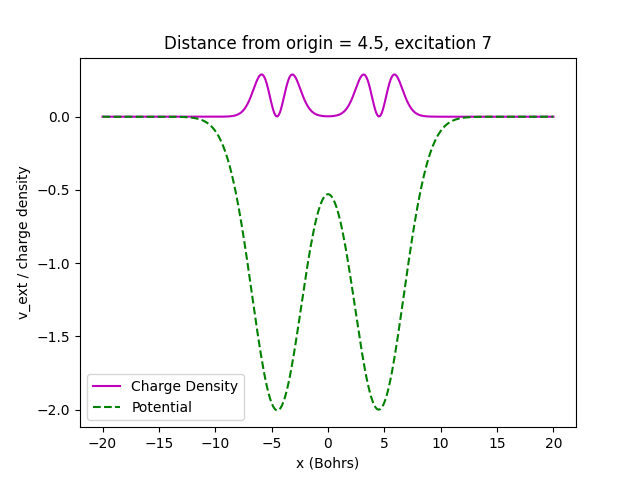 Distance from origin = 4.5, excitation 7
v_ext / charge density
0.0
−0.5
−1.0
−1.5
−2.0
Charge Density
Potential
−20 −15 −10 −5 0 5 10 15 20
x (Bohrs)